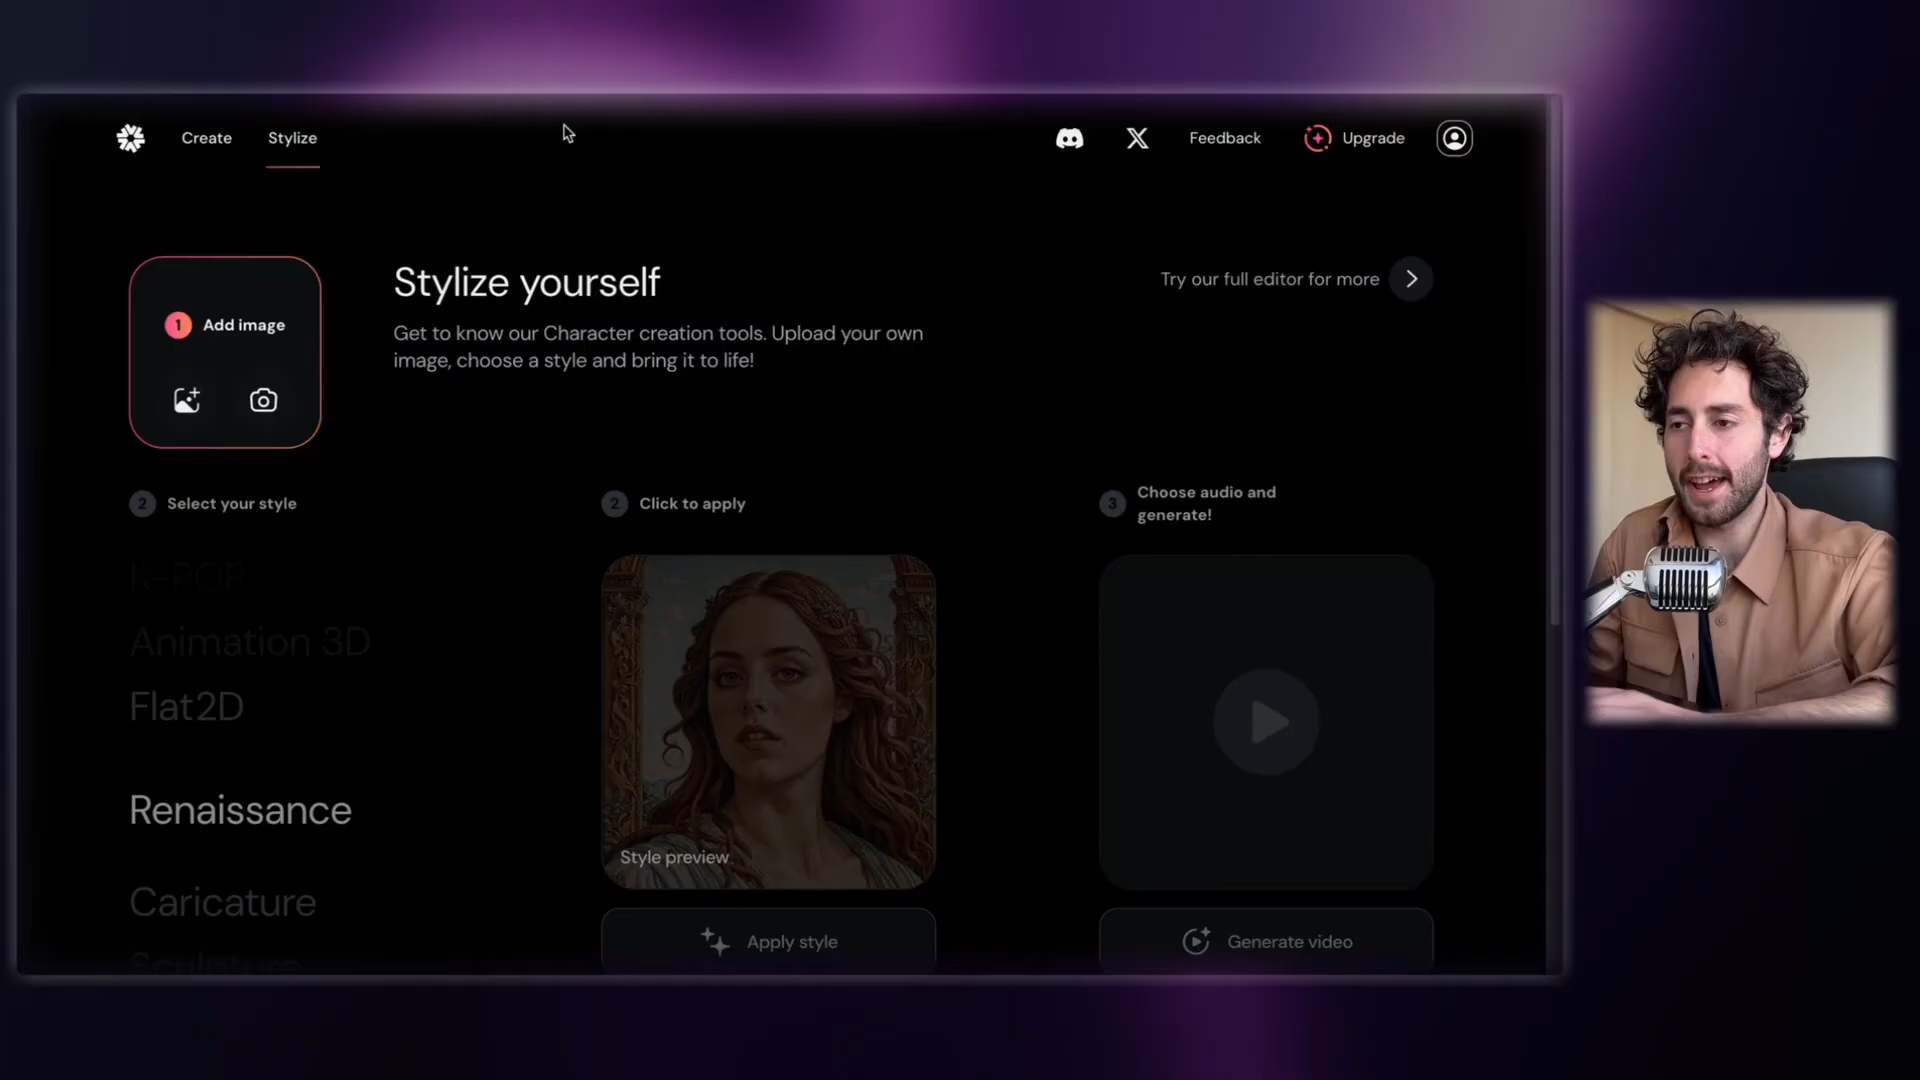 Create
Stylize
Feedback
Upgrade
1 Add image
Stylize yourself
Get to know our Character creation tools. Upload your own
image, choose a style and bring it to life!
Try our full editor for more
2 Select your style
K-POP
Animation 3D
Flat2D
Renaissance
Caricature
Sculpture
2 Click to apply
Style preview
Apply style
3 Choose audio and
generate!
Generate video